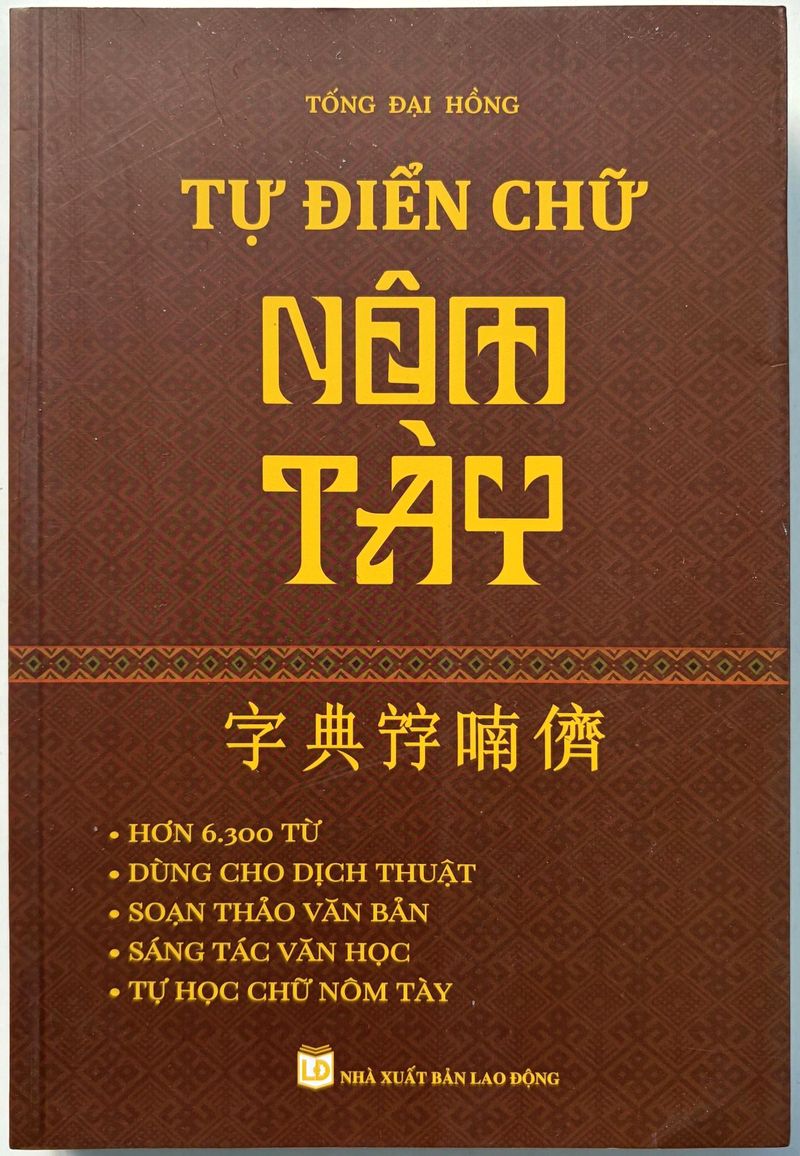 TỐNG ĐẠI HỒNG
TỰ ĐIỂN CHỮ
NÔM
TÀY
字典𡨸喃儕
• HƠN 6.300 TỪ
• DÙNG CHO DỊCH THUẬT
• SOẠN THẢO VĂN BẢN
• SÁNG TÁC VĂN HỌC
• TỰ HỌC CHỮ NÔM TÀY
LĐ NHÀ XUẤT BẢN LAO ĐỘNG